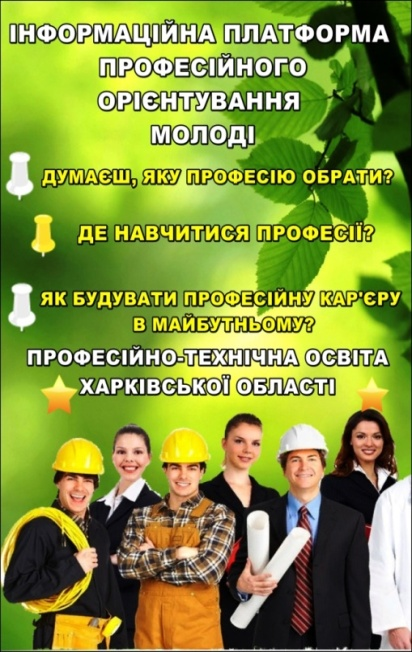 ІНФОРМАЦІЙНА ПЛАТФОРМА
ПРОФЕСІЙНОГО
ОРІЄНТУВАННЯ
МОЛОДІ
ДУМАЄШ, ЯКУ ПРОФЕСІЮ ОБРАТИ?
ДЕ НАВЧИТИСЯ ПРОФЕСІЇ?
ЯК БУДУВАТИ ПРОФЕСІЙНУ КАР'ЄРУ
В МАЙБУТНЬОМУ?
ПРОФЕСІЙНО-ТЕХНІЧНА ОСВІТА
ХАРКІВСЬКОЇ ОБЛАСТІ